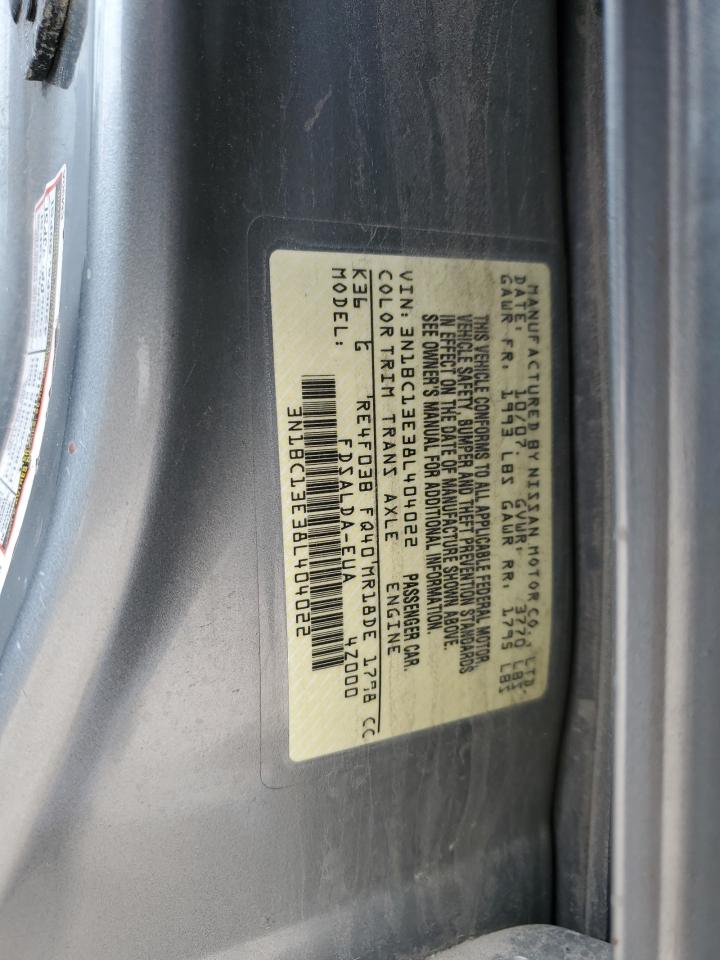 MANUFACTURED BY NISSAN MOTOR CO., LTD.
DATE: 10/07, GVWR: 3770 LBS
GAWR FR: 1993 LBS GAWR RR: 1795 LBS
THIS VEHICLE CONFORMS TO ALL APPLICABLE FEDERAL MOTOR
VEHICLE SAFETY, BUMPER AND THEFT PREVENTION STANDARDS
IN EFFECT ON THE DATE OF MANUFACTURE SHOWN ABOVE.
SEE OWNER'S MANUAL FOR ADDITIONAL INFORMATION.
VIN: 3N1BC13E38L404022 PASSENGER CAR.
COLOR TRIM TRANS AXLE ENGINE
K36 G RE4F03B FQ40 MR18DE 1798 CC
MODEL: FDSALDA-EUA 4Z000
3N1BC13E38L404022